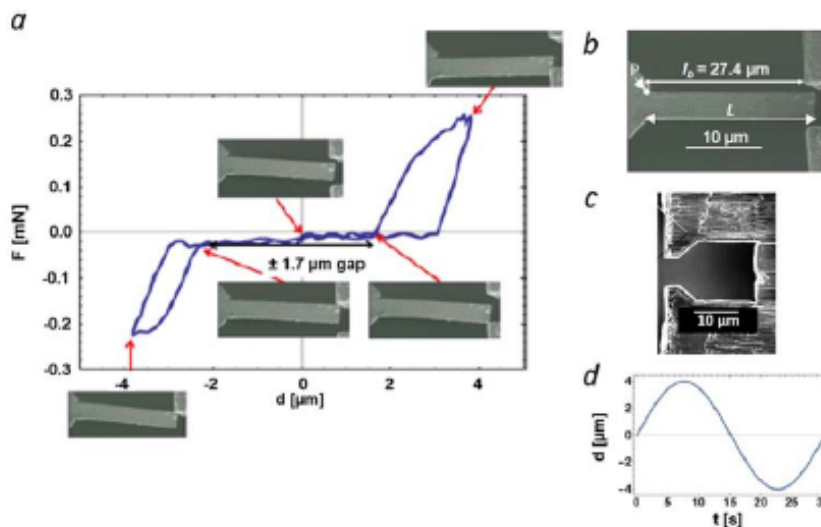 a
F [mN]
0.3
0.2
0.1
0.0
-0.1
-0.2
-0.3
± 1.7 µm gap
-4
-2
0
2
4
d [µm]
b
P
l₀ = 27.4 µm
L
10 µm
c
10 µm
d
d [µm]
4
2
0
-2
-4
0
5
10
15
20
25
t [s]